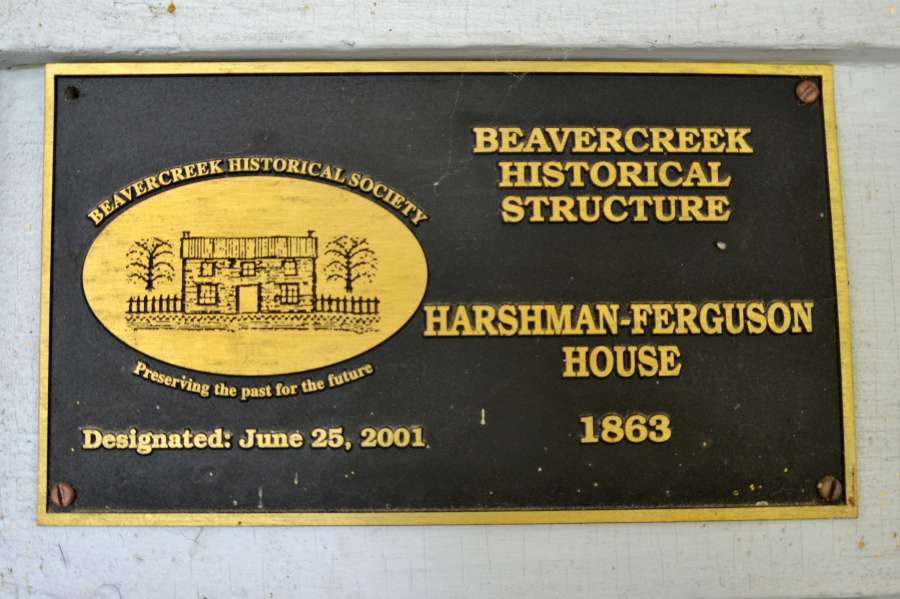 BEAVERCREEK HISTORICAL SOCIETY
Preserving the past for the future
Designated: June 25, 2001
BEAVERCREEK
HISTORICAL
STRUCTURE
HARSHMAN-FERGUSON
HOUSE
1863